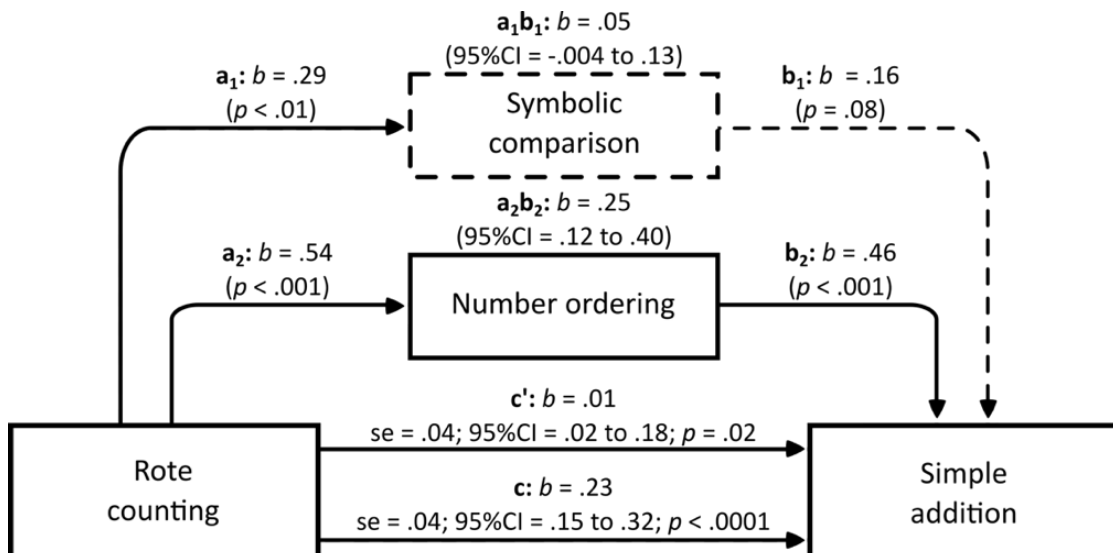 a₁b₁: b = .05
(95%CI = -.004 to .13)
a₁: b = .29
(p < .01)
Symbolic
comparison
b₁: b = .16
(p = .08)
a₂b₂: b = .25
(95%CI = .12 to .40)
a₂: b = .54
(p < .001)
Number ordering
b₂: b = .46
(p < .001)
c': b = .01
se = .04; 95%CI = .02 to .18; p = .02
Rote
counting
c: b = .23
se = .04; 95%CI = .15 to .32; p < .0001
Simple
addition